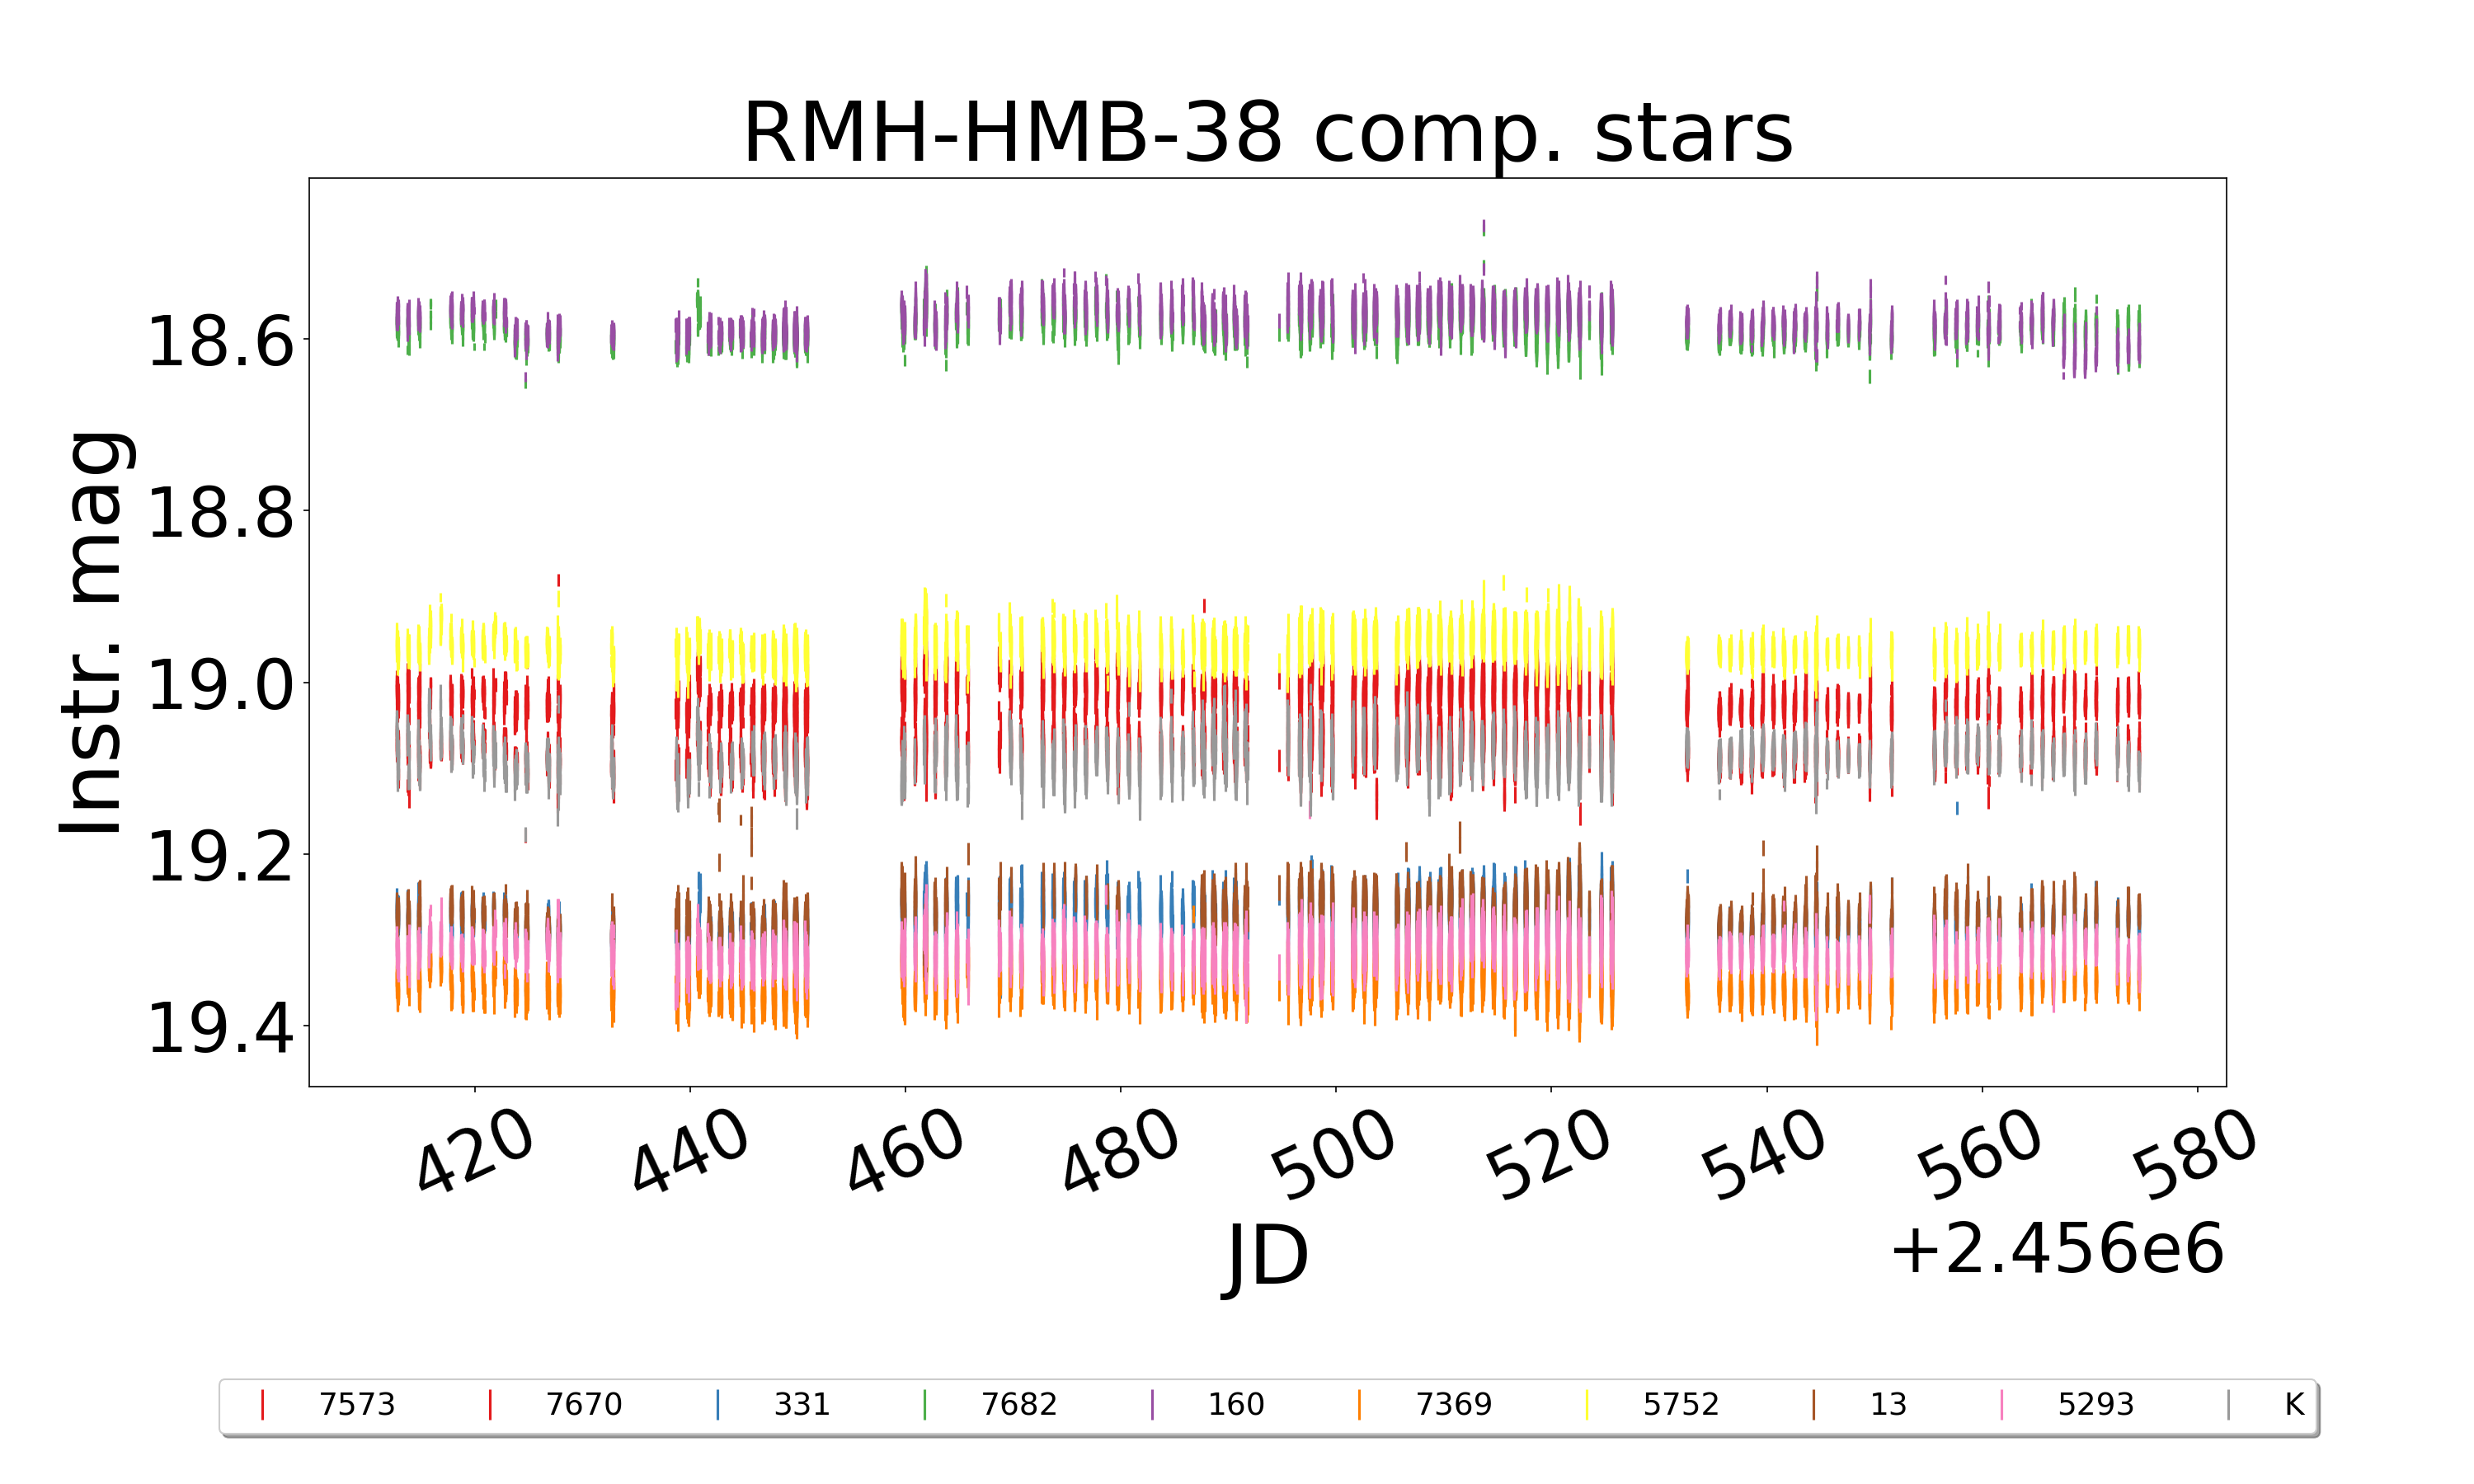 RMH-HMB-38 comp. stars
Instr. mag
18.6
18.8
19.0
19.2
19.4
420 440 460 480 500 520 540 560 580
JD
+2.456e6
7573 7670 331 7682 160 7369 5752 13 5293 K